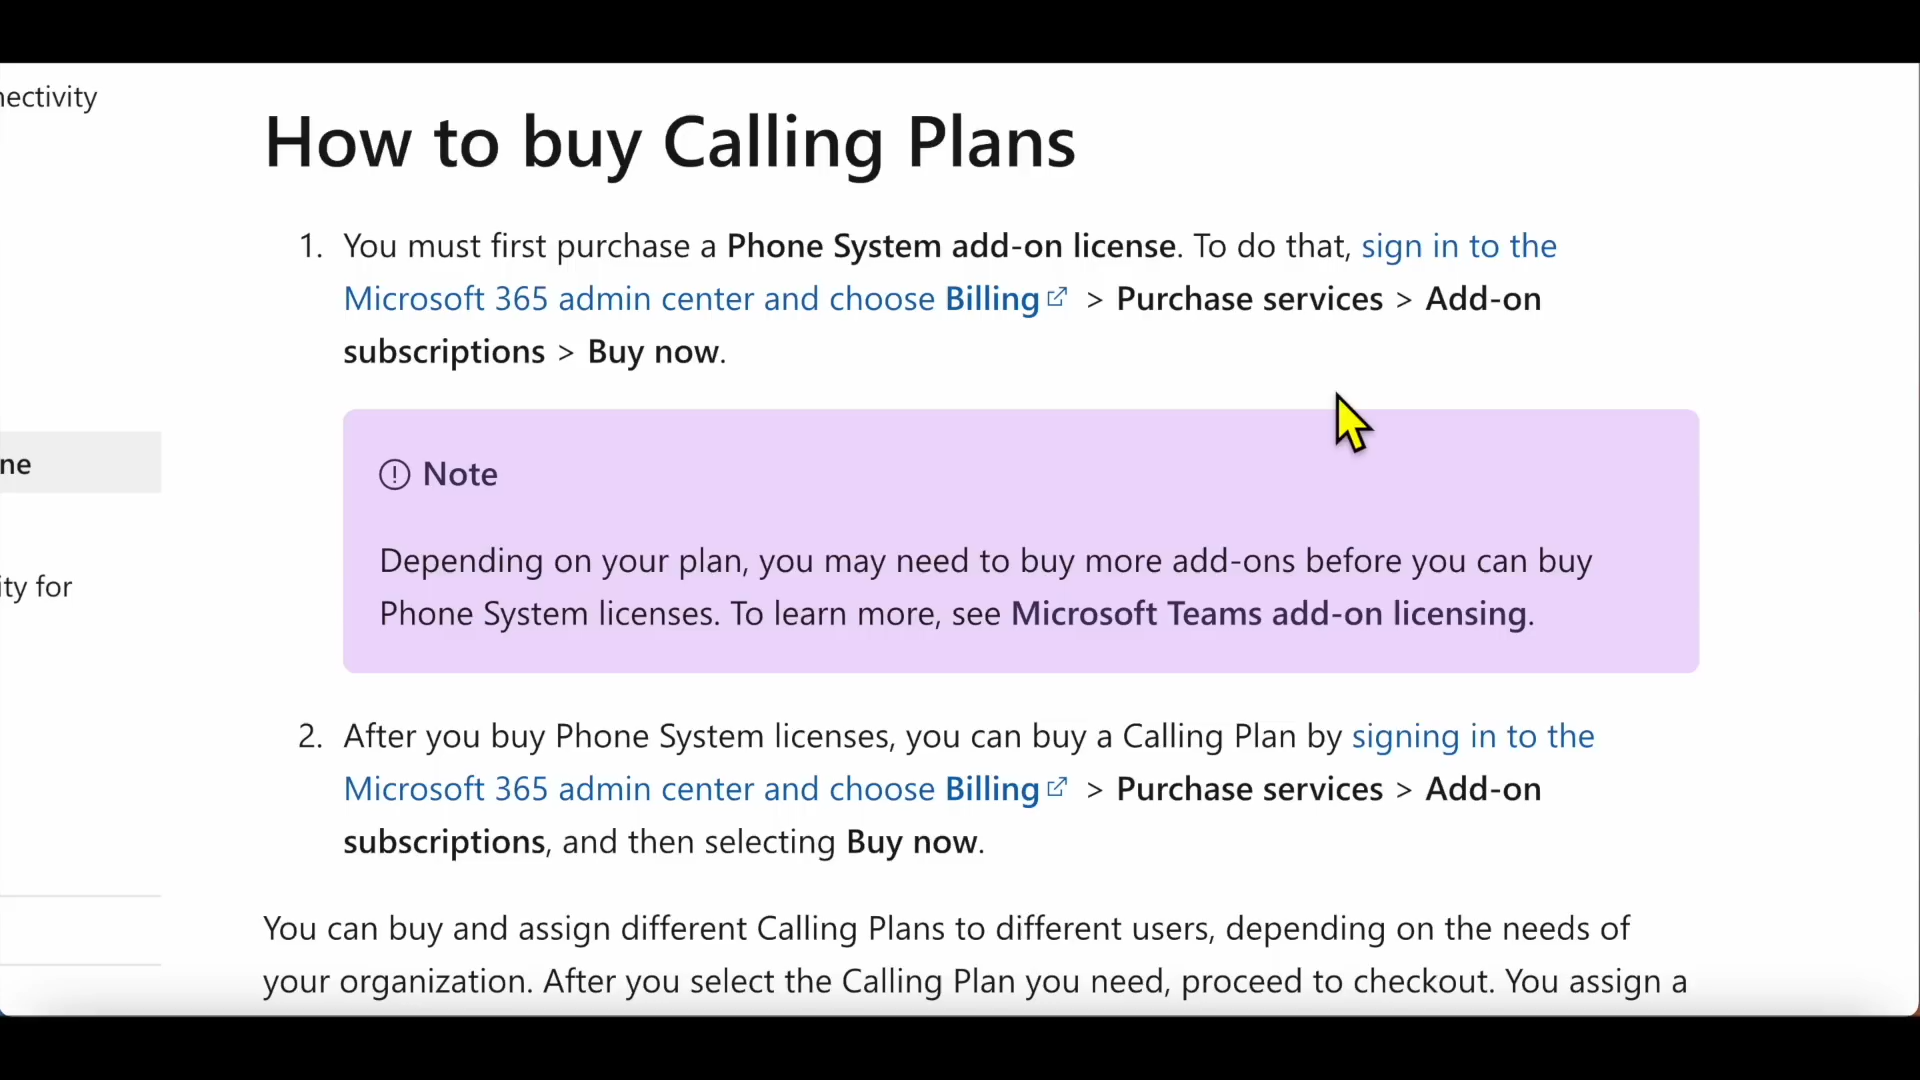 nectivity
How to buy Calling Plans
1. You must first purchase a Phone System add-on license. To do that, sign in to the
Microsoft 365 admin center and choose Billing > Purchase services > Add-on
subscriptions > Buy now.
ne
Note
Depending on your plan, you may need to buy more add-ons before you can buy
ity for
Phone System licenses. To learn more, see Microsoft Teams add-on licensing.
2. After you buy Phone System licenses, you can buy a Calling Plan by signing in to the
Microsoft 365 admin center and choose Billing > Purchase services > Add-on
subscriptions, and then selecting Buy now.
You can buy and assign different Calling Plans to different users, depending on the needs of
your organization. After you select the Calling Plan you need, proceed to checkout. You assign a